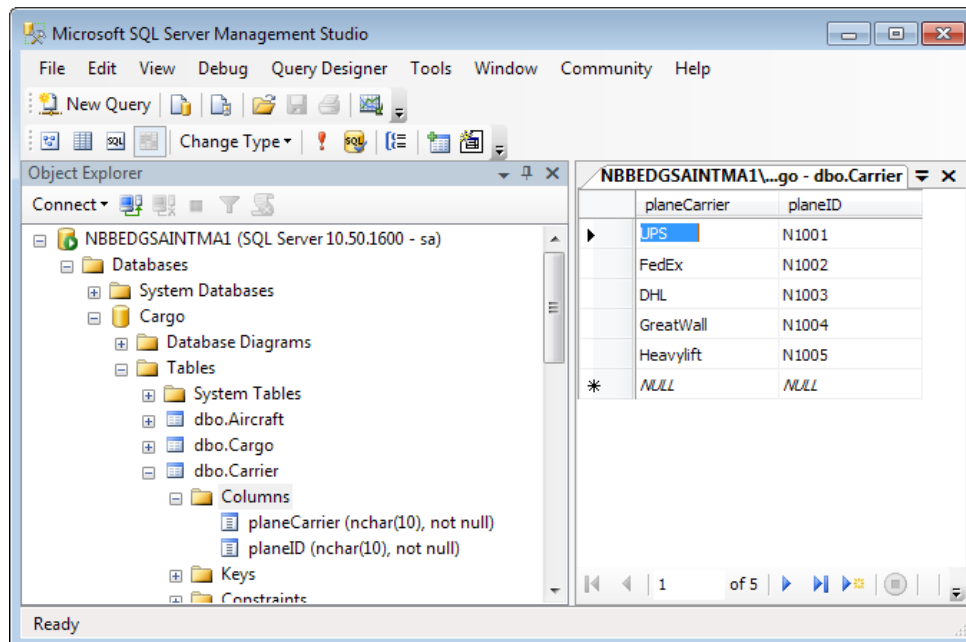 Microsoft SQL Server Management Studio
File Edit View Debug Query Designer Tools Window Community Help
New Query
SQL Change Type SQL
Object Explorer
Connect
NBBEDGSAINTMA1 (SQL Server 10.50.1600 - sa)
Databases
System Databases
Cargo
Database Diagrams
Tables
System Tables
dbo.Aircraft
dbo.Cargo
dbo.Carrier
Columns
planeCarrier (nchar(10), not null)
planeID (nchar(10), not null)
Keys
Constraints
NBBEDGSAINTMA1\...go - dbo.Carrier
planeCarrier planeID
UPS N1001
FedEx N1002
DHL N1003
GreatWall N1004
Heavylift N1005
NULL NULL
1 of 5
Ready